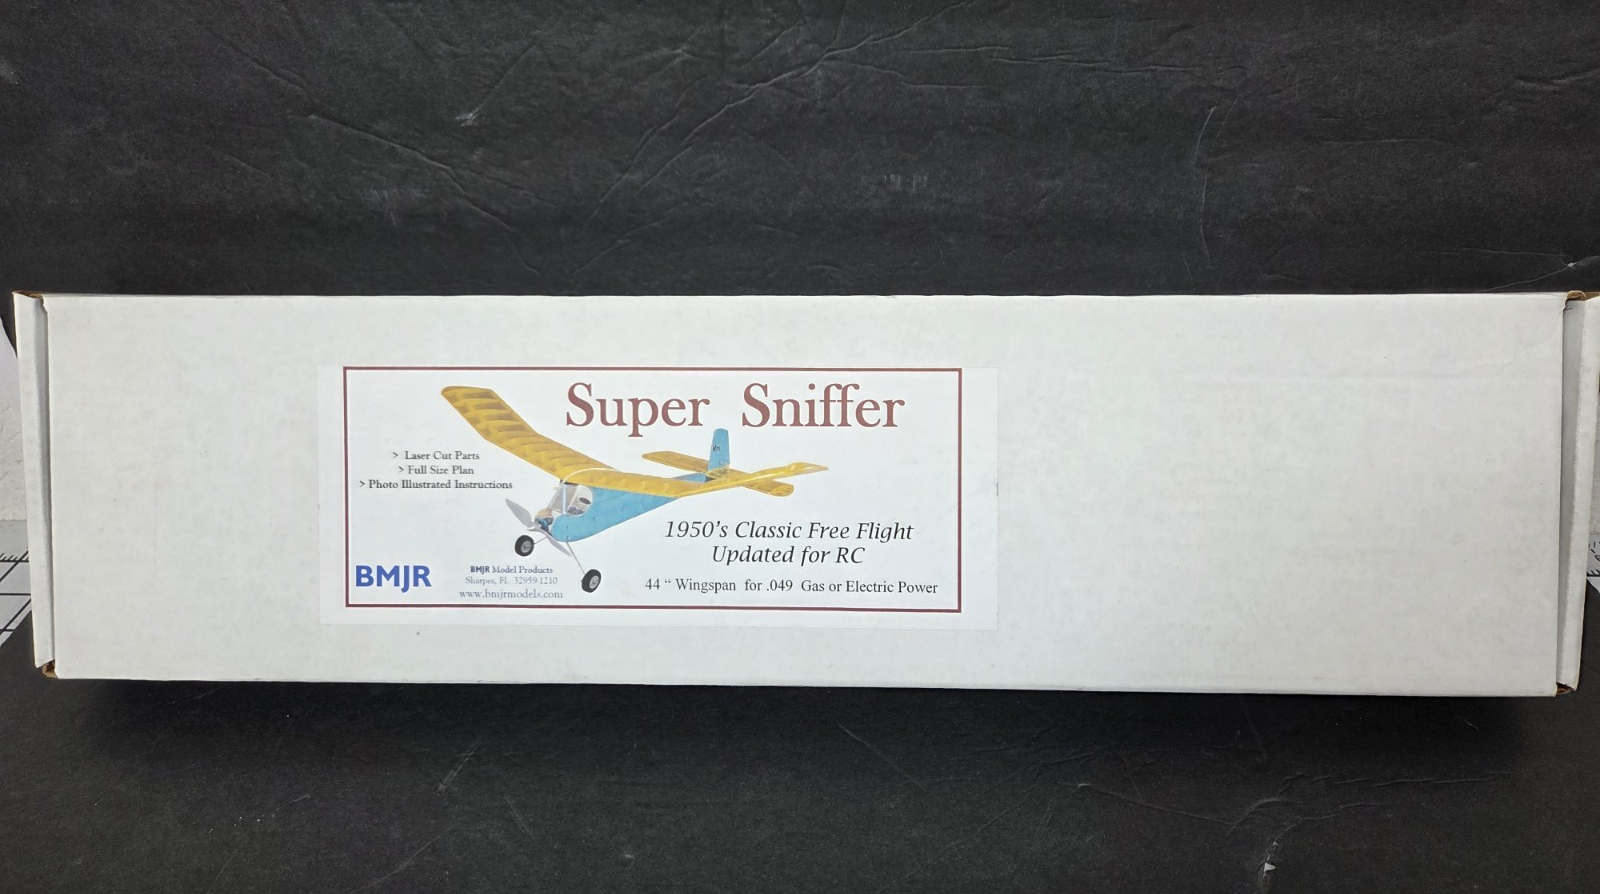 Super Sniffer
> Laser Cut Parts
> Full Size Plan
> Photo Illustrated Instructions
1950's Classic Free Flight
Updated for RC
44 “ Wingspan for .049 Gas or Electric Power
BMJR
BMJR Model Products
Sharpes, FL 32959-1210
www.bmjrmodels.com